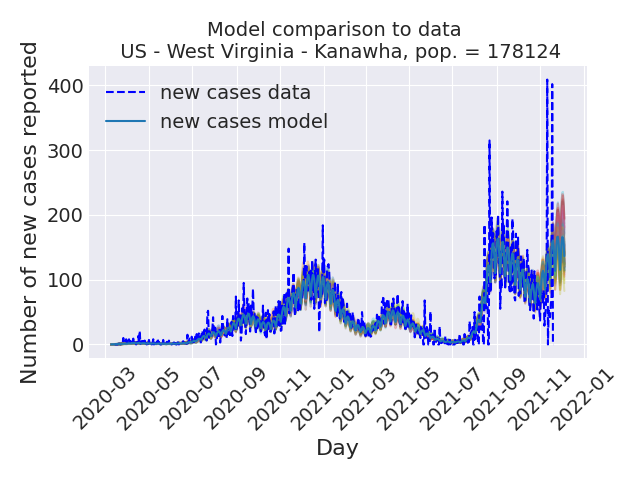 Model comparison to data
US - West Virginia - Kanawha, pop. = 178124
Number of new cases reported
400
300
200
100
0
new cases data
new cases model
2020-03
2020-05
2020-07
2020-09
2020-11
2021-01
2021-03
2021-05
2021-07
2021-09
2021-11
2022-01
Day